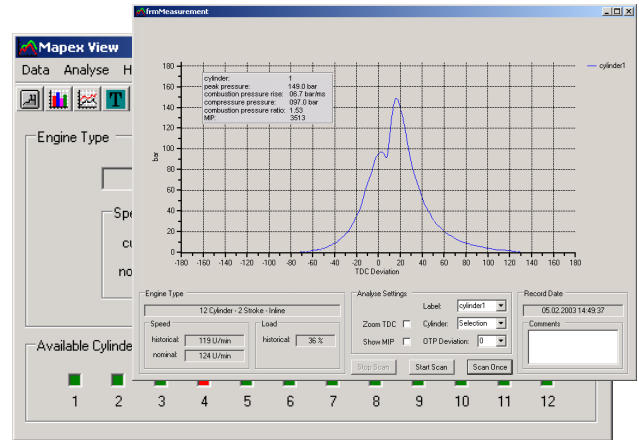 frmMeasurement
Mapex View
Data Analyse H
T
Engine Type
Spe
cu
no
Available Cylinde
1 2 3 4 5 6 7 8 9 10 11 12
180
160
140
120
100
80
60
40
20
0
bar
cylinder: 1
peak pressure: 149.0 bar
combustion pressure rise: 06.7 bar/ms
compressure pressure: 097.0 bar
combustion pressure ratio: 1.53
MIP: 3513
cylinder1
-180 -160 -140 -120 -100 -80 -60 -40 -20 0 20 40 60 80 100 120 140 160 180
TDC Deviation
Engine Type
12 Cylinder - 2 Stroke - Inline
Speed
historical: 119 U/min
nominal: 124 U/min
Load
historical: 36 %
Analyse Settings
Label: cylinder1
Zoom TDC Cylinder: Selection
Show MIP OTP Deviation: 0
Stop Scan Start Scan Scan Once
Record Date
05.02.2003 14:49:37
Comments